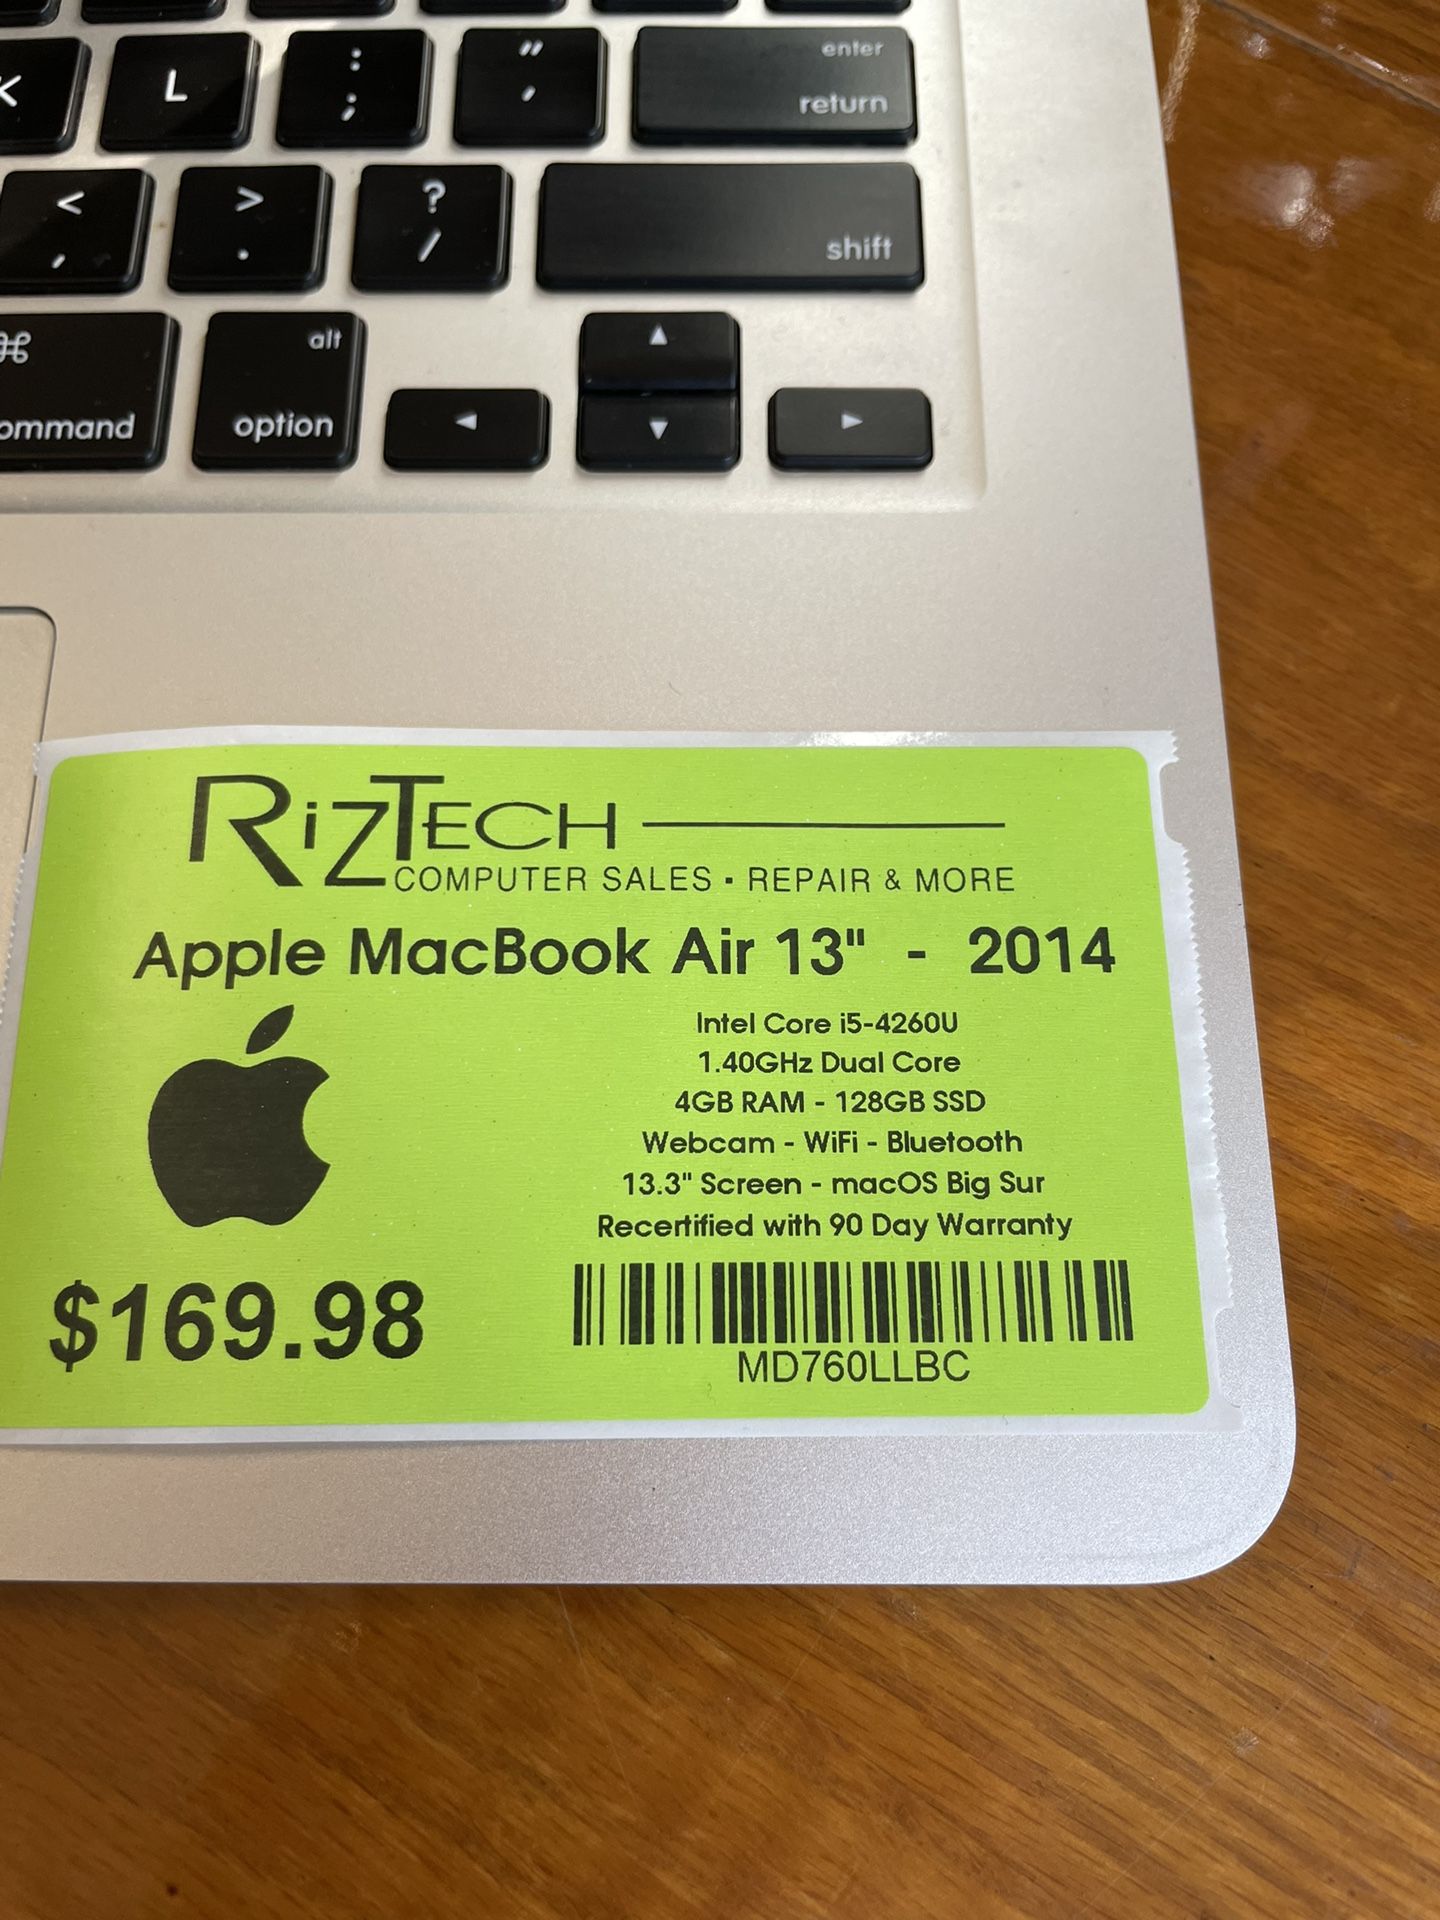 K L : ; " ' enter return
< , > . ? / shift
⌘ command alt option ◄ ▲ ▼ ►
RIZTECH
COMPUTER SALES ▪ REPAIR & MORE
Apple MacBook Air 13" - 2014
Intel Core i5-4260U
1.40GHz Dual Core
4GB RAM - 128GB SSD
Webcam - WiFi - Bluetooth
13.3" Screen - macOS Big Sur
Recertified with 90 Day Warranty
$169.98
MD760LLBC